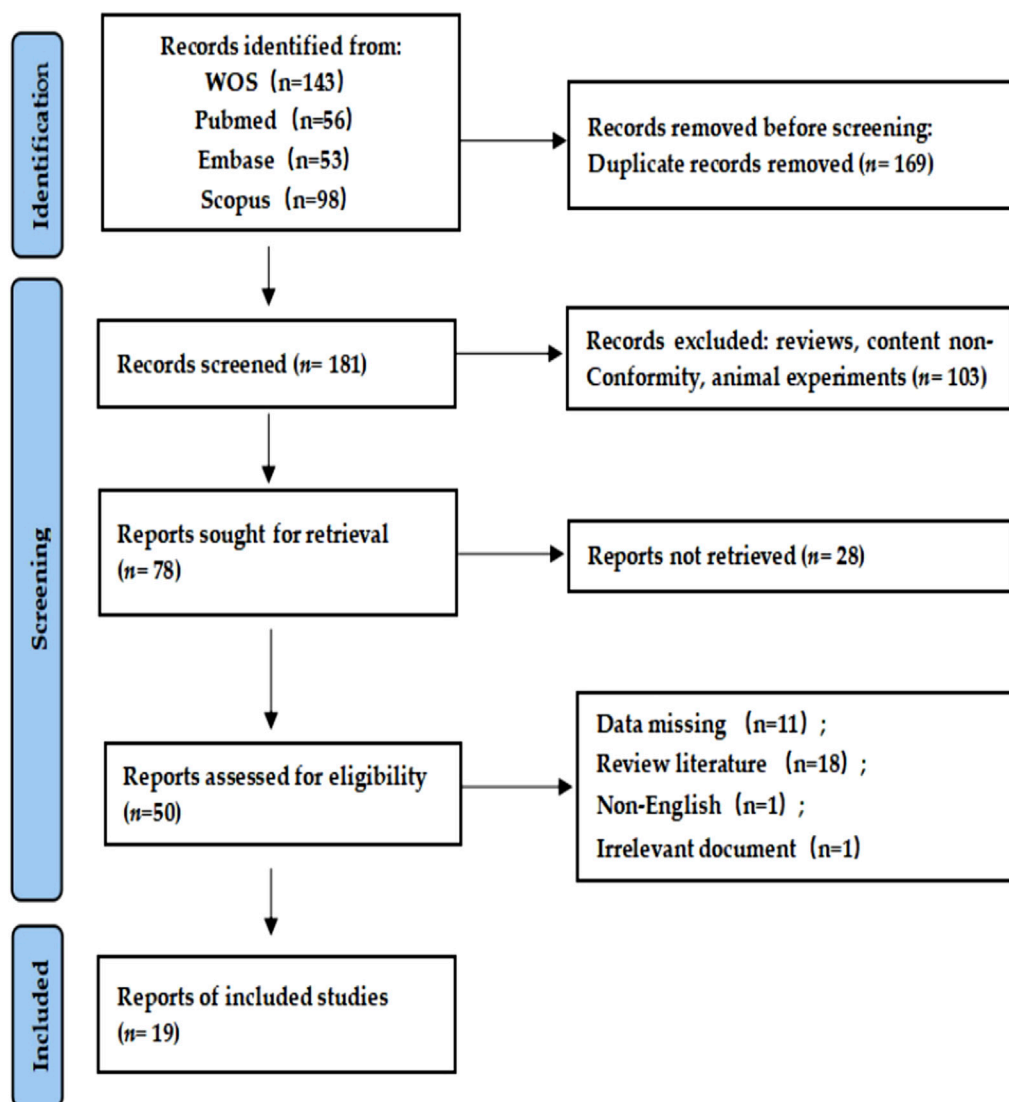 Identification
Records identified from:
WOS (n=143)
Pubmed (n=56)
Embase (n=53)
Scopus (n=98)
Records removed before screening:
Duplicate records removed (n= 169)
Screening
Records screened (n= 181)
Records excluded: reviews, content non-
Conformity, animal experiments (n= 103)
Reports sought for retrieval
(n= 78)
Reports not retrieved (n= 28)
Reports assessed for eligibility
(n=50)
Data missing (n=11) ;
Review literature (n=18) ;
Non-English (n=1) ;
Irrelevant document (n=1)
Included
Reports of included studies
(n= 19)